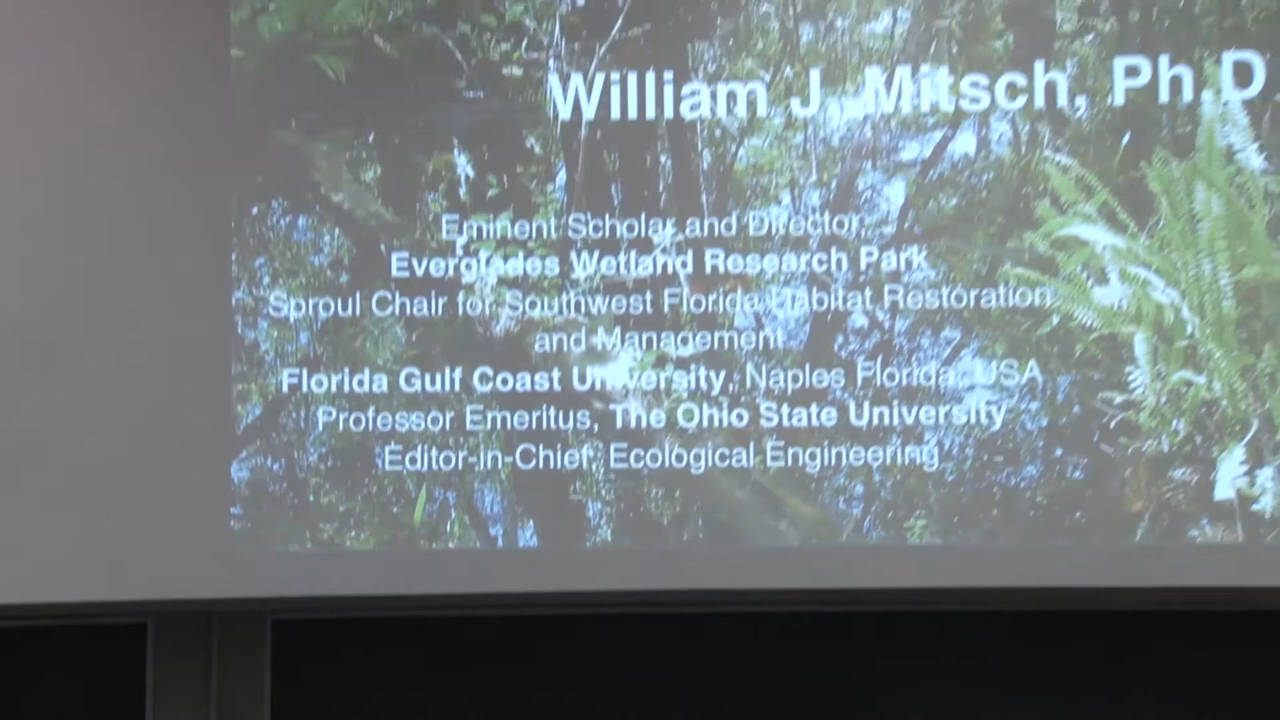 William J. Mitsch, Ph.D
Eminent Scholar and Director,
Everglades Wetland Research Park
Sproul Chair for Southwest Florida Habitat Restoration
and Management
Florida Gulf Coast University, Naples Florida, USA
Professor Emeritus, The Ohio State University
Editor-in-Chief, Ecological Engineering